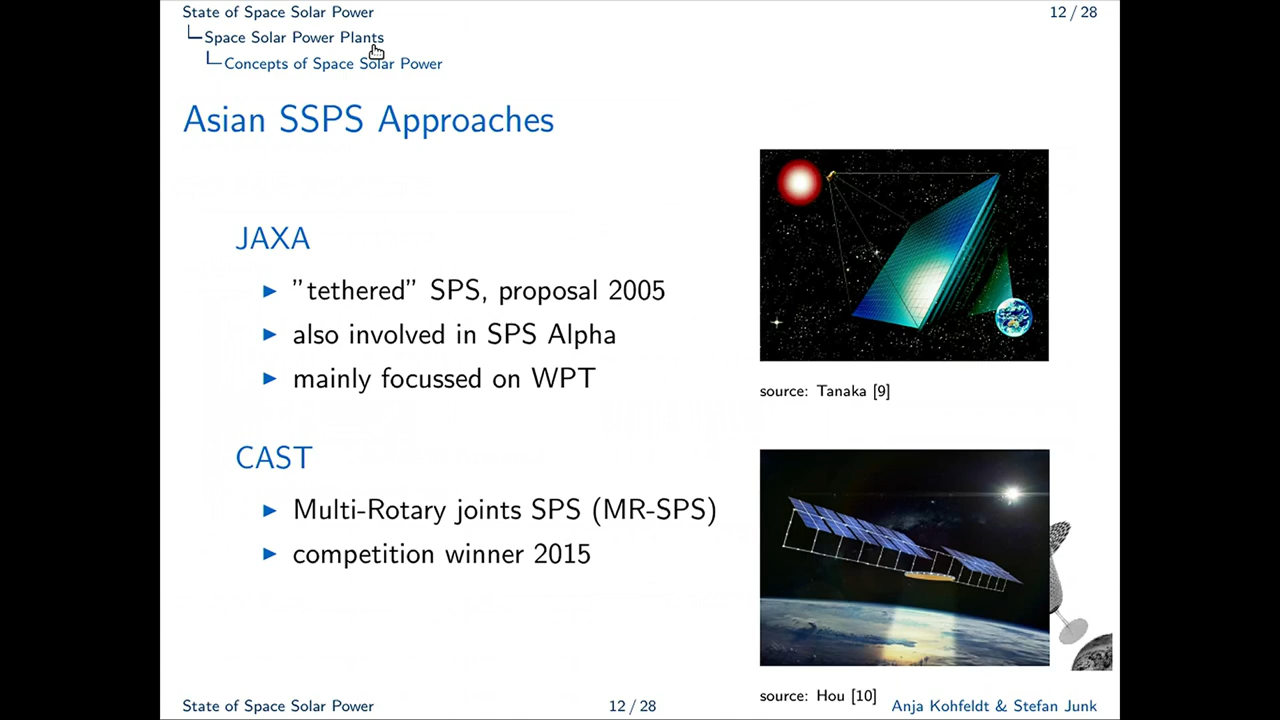 State of Space Solar Power
12 / 28
Space Solar Power Plants
Concepts of Space Solar Power
Asian SSPS Approaches
JAXA
"tethered" SPS, proposal 2005
also involved in SPS Alpha
mainly focussed on WPT
source: Tanaka [9]
CAST
Multi-Rotary joints SPS (MR-SPS)
competition winner 2015
source: Hou [10]
State of Space Solar Power
12 / 28
Anja Kohfeldt & Stefan Junk